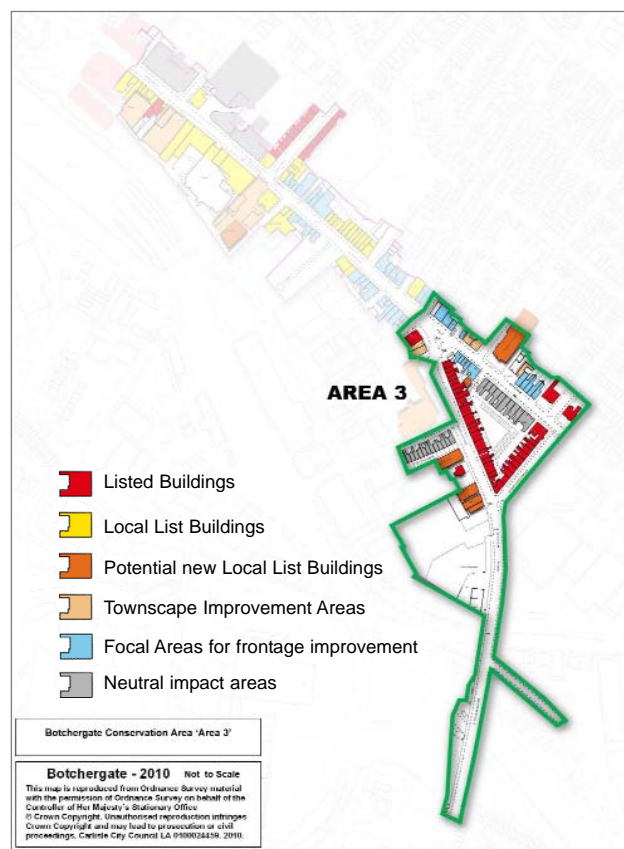 AREA 3
Listed Buildings
Local List Buildings
Potential new Local List Buildings
Townscape Improvement Areas
Focal Areas for frontage improvement
Neutral impact areas
Botchergate Conservation Area ‘Area 3’
Botchergate - 2010 Not to Scale
This map is reproduced from Ordnance Survey material
with the permission of Ordnance Survey on behalf of the
Controller of Her Majesty's Stationary Office
© Crown Copyright. Unauthorised reproduction infringes
Crown Copyright and may lead to prosecution or civil
proceedings. Carlisle City Council LA 0100024459. 2010.